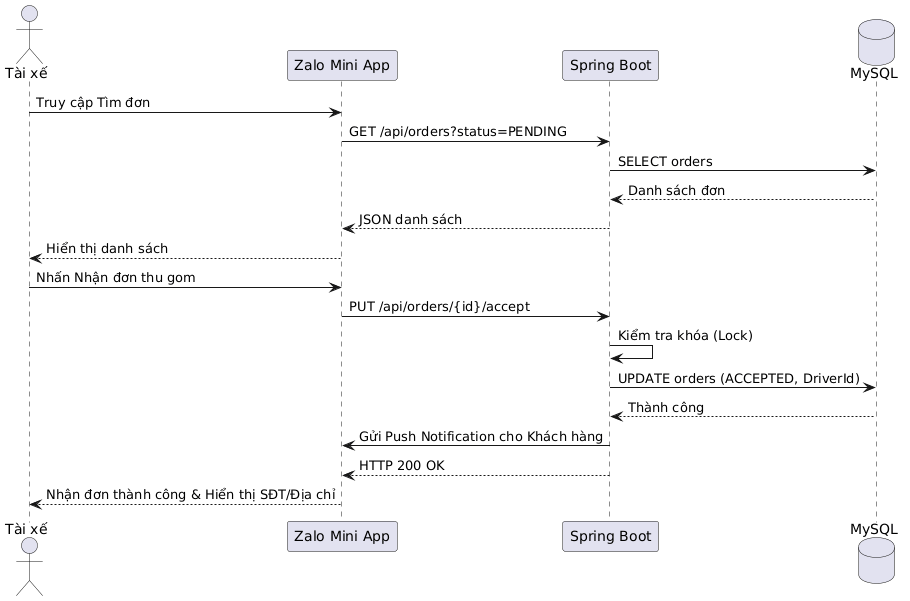 Tài xế
Zalo Mini App
Spring Boot
MySQL
Truy cập Tìm đơn
GET /api/orders?status=PENDING
SELECT orders
Danh sách đơn
JSON danh sách
Hiển thị danh sách
Nhấn Nhận đơn thu gom
PUT /api/orders/{id}/accept
Kiểm tra khóa (Lock)
UPDATE orders (ACCEPTED, DriverId)
Thành công
Gửi Push Notification cho Khách hàng
HTTP 200 OK
Nhận đơn thành công & Hiển thị SĐT/Địa chỉ
Tài xế
Zalo Mini App
Spring Boot
MySQL